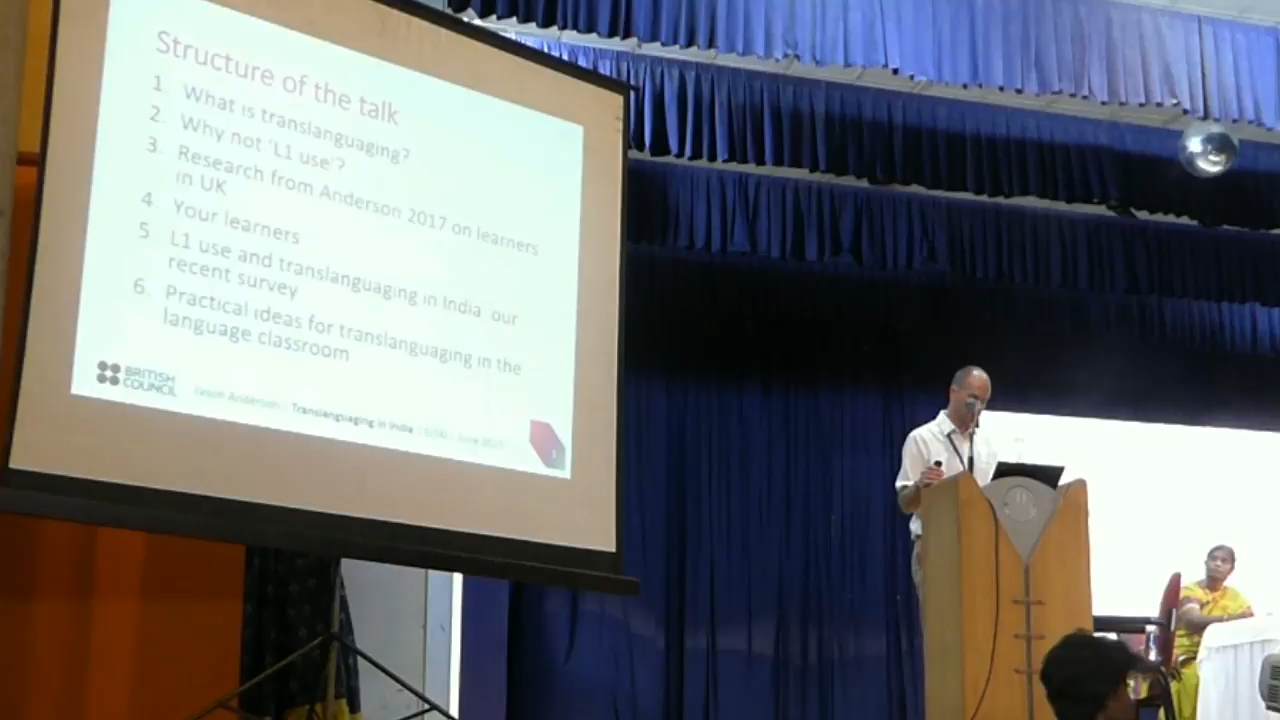 Structure of the talk
1. What is translanguaging?
2. Why not 'L1 use'?
3. Research from Anderson 2017 on learners
in UK
4. Your learners
5. L1 use and translanguaging in India our
recent survey
6. Practical ideas for translanguaging in the
language classroom
BRITISH
COUNCIL
Jason Anderson Translanguaging in India June
3